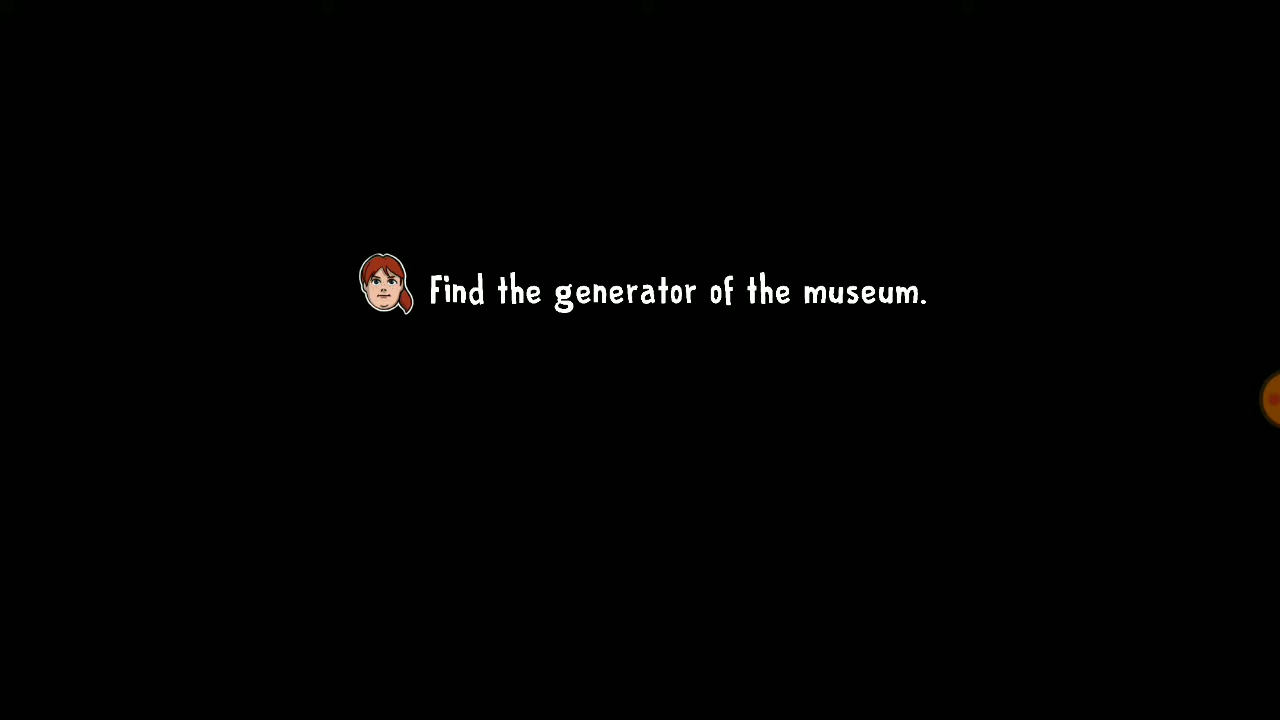 Find the generator of the museum.